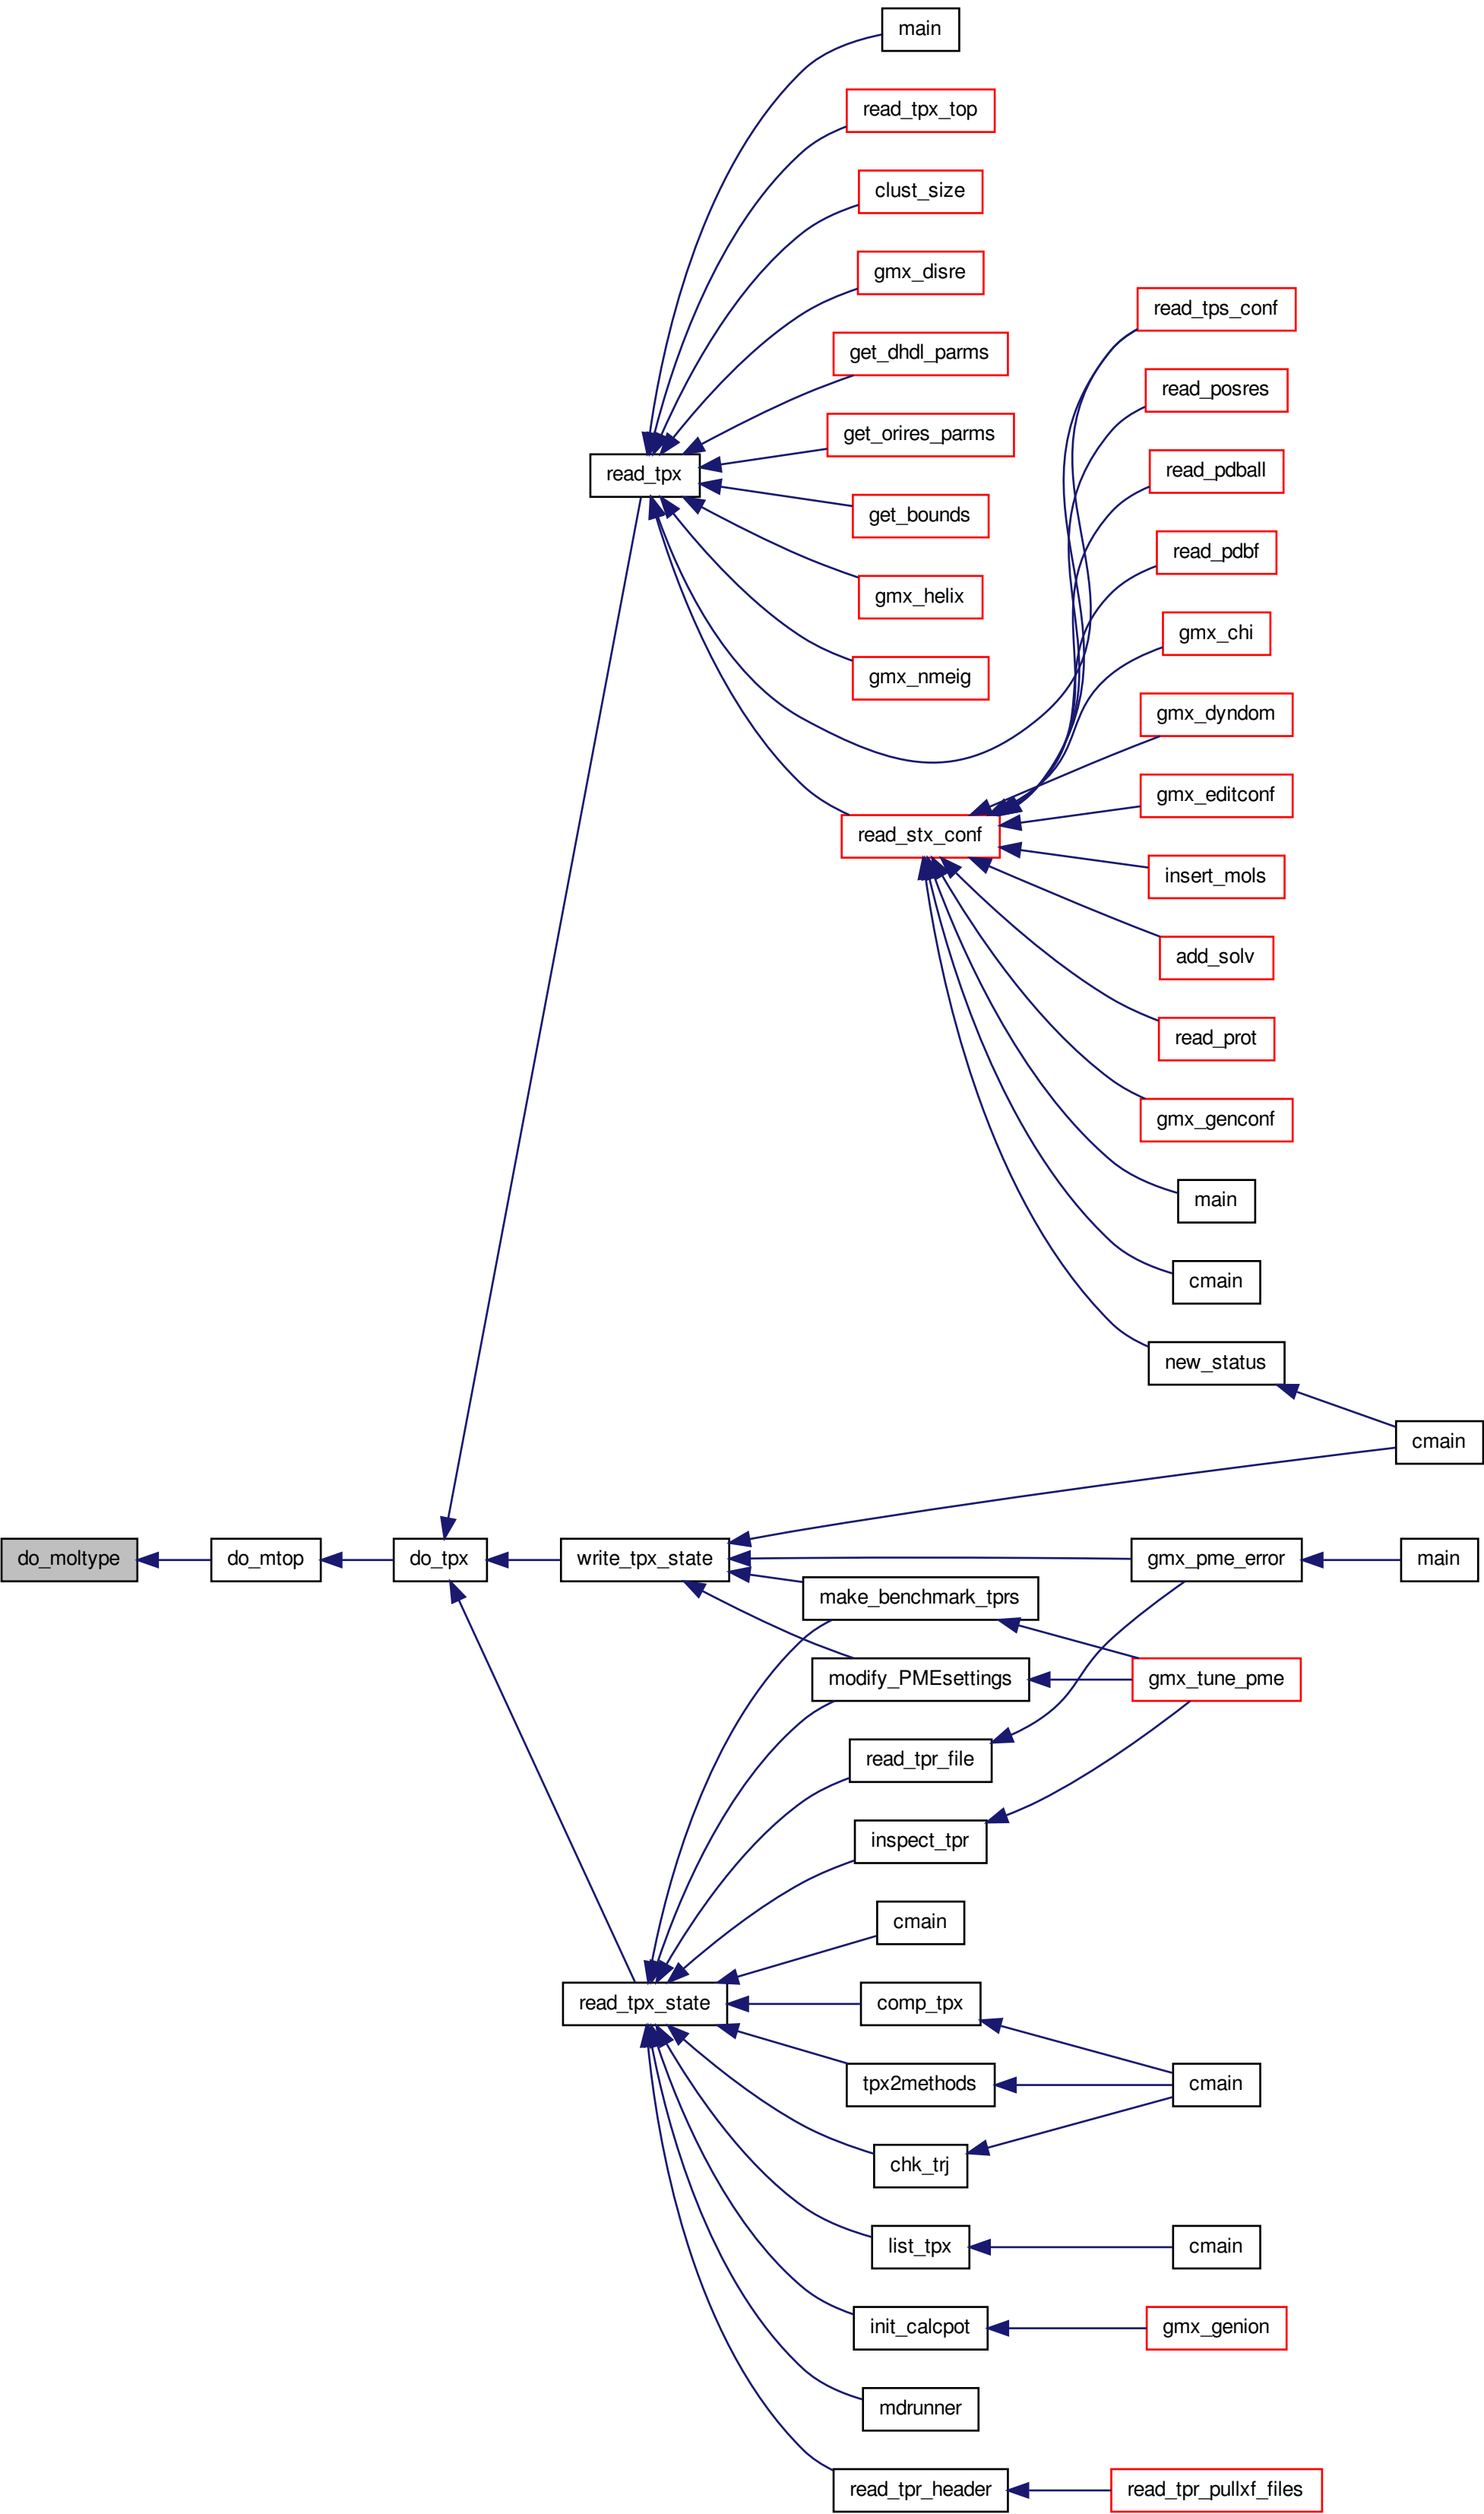 main
read_tpx_top
clust_size
gmx_disre
read_tps_conf
get_dhdl_parms
read_posres
get_orires_parms
read_pdball
read_tpx
get_bounds
read_pdbf
gmx_helix
gmx_chi
gmx_nmeig
gmx_dyndom
gmx_editconf
read_stx_conf
insert_mols
add_solv
read_prot
gmx_genconf
main
cmain
new_status
cmain
do_moltype
do_mtop
do_tpx
write_tpx_state
gmx_pme_error
main
make_benchmark_tprs
modify_PMEsettings
gmx_tune_pme
read_tpr_file
inspect_tpr
cmain
read_tpx_state
comp_tpx
tpx2methods
cmain
chk_trj
list_tpx
cmain
init_calcpot
gmx_genion
mdrunner
read_tpr_header
read_tpr_pullxf_files